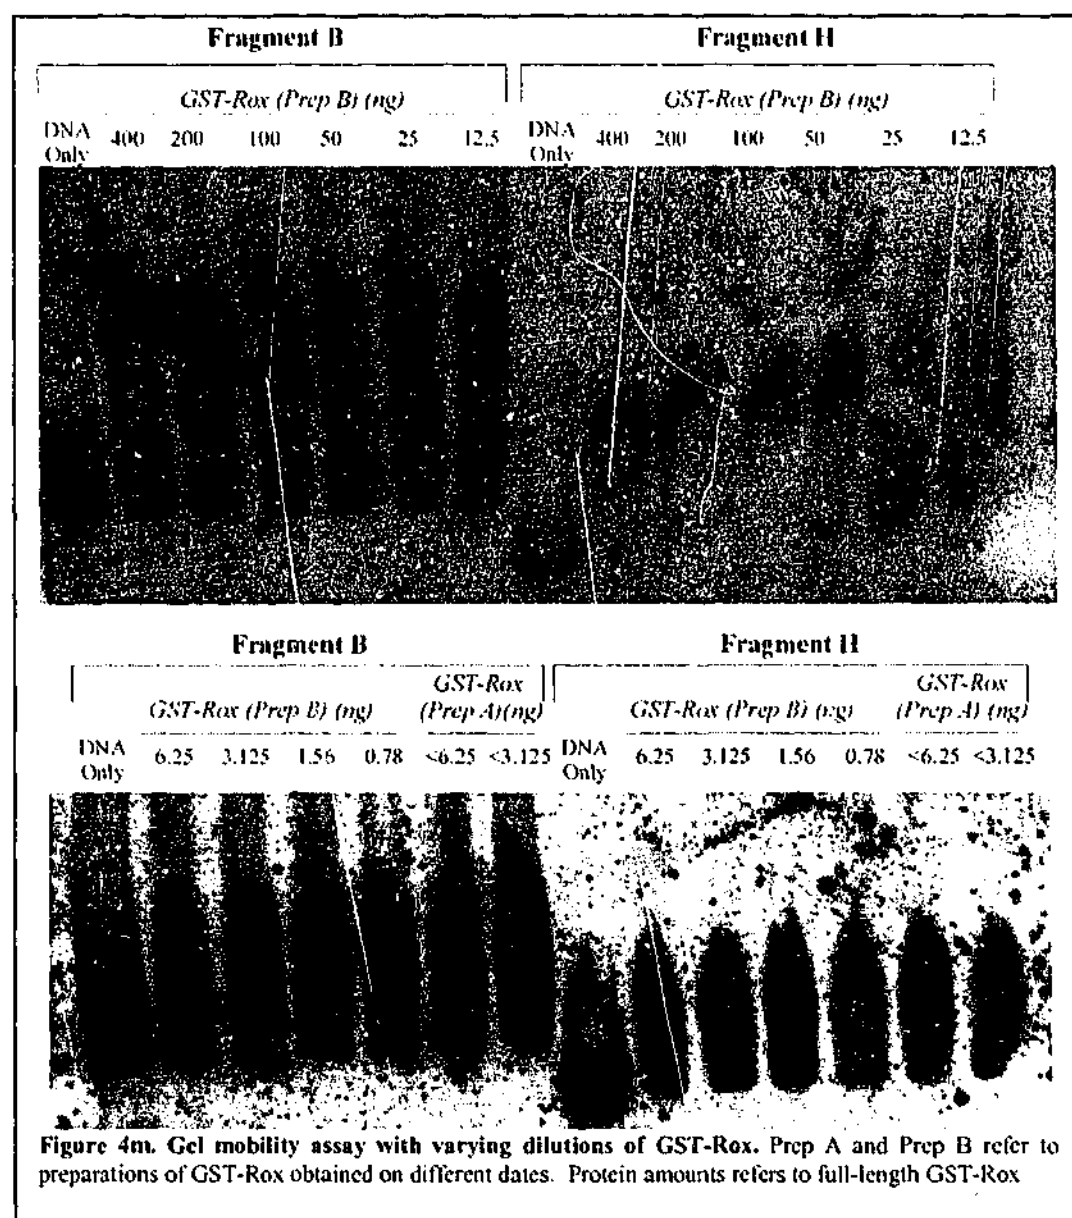 Fragment B Fragment H
GST-Rox (Prep B) (ng) GST-Rox (Prep B) (ng)
DNA Only 400 200 100 50 25 12.5 DNA Only 400 200 100 50 25 12.5
Fragment B Fragment H
GST-Rox (Prep B) (ng) GST-Rox (Prep A)(ng) GST-Rox (Prep B) (ng) GST-Rox (Prep A) (ng)
DNA Only 6.25 3.125 1.56 0.78 <6.25 <3.125 DNA Only 6.25 3.125 1.56 0.78 <6.25 <3.125
Figure 4m. Gel mobility assay with varying dilutions of GST-Rox. Prep A and Prep B refer to
preparations of GST-Rox obtained on different dates. Protein amounts refers to full-length GST-Rox